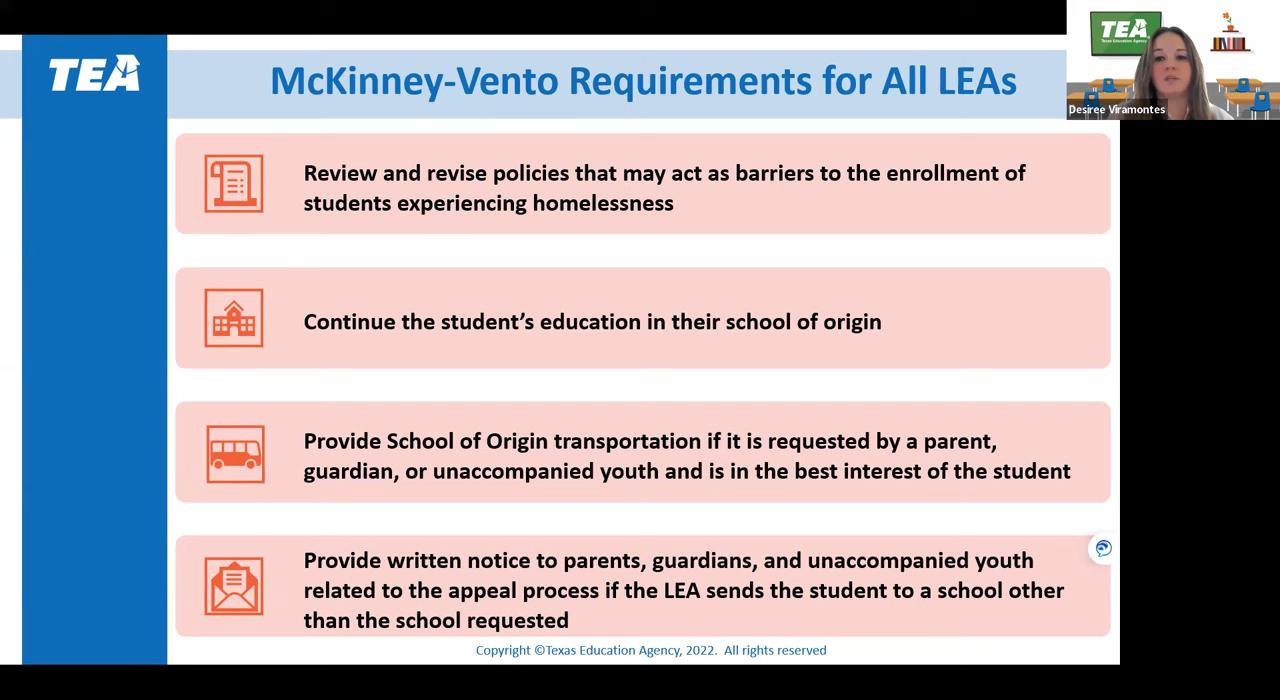 TEA
McKinney-Vento Requirements for All LEAs
TEA
Texas Education Agency
Desiree Viramontes
Review and revise policies that may act as barriers to the enrollment of
students experiencing homelessness
Continue the student’s education in their school of origin
Provide School of Origin transportation if it is requested by a parent,
guardian, or unaccompanied youth and is in the best interest of the student
Provide written notice to parents, guardians, and unaccompanied youth
related to the appeal process if the LEA sends the student to a school other
than the school requested
Copyright ©Texas Education Agency, 2022.  All rights reserved